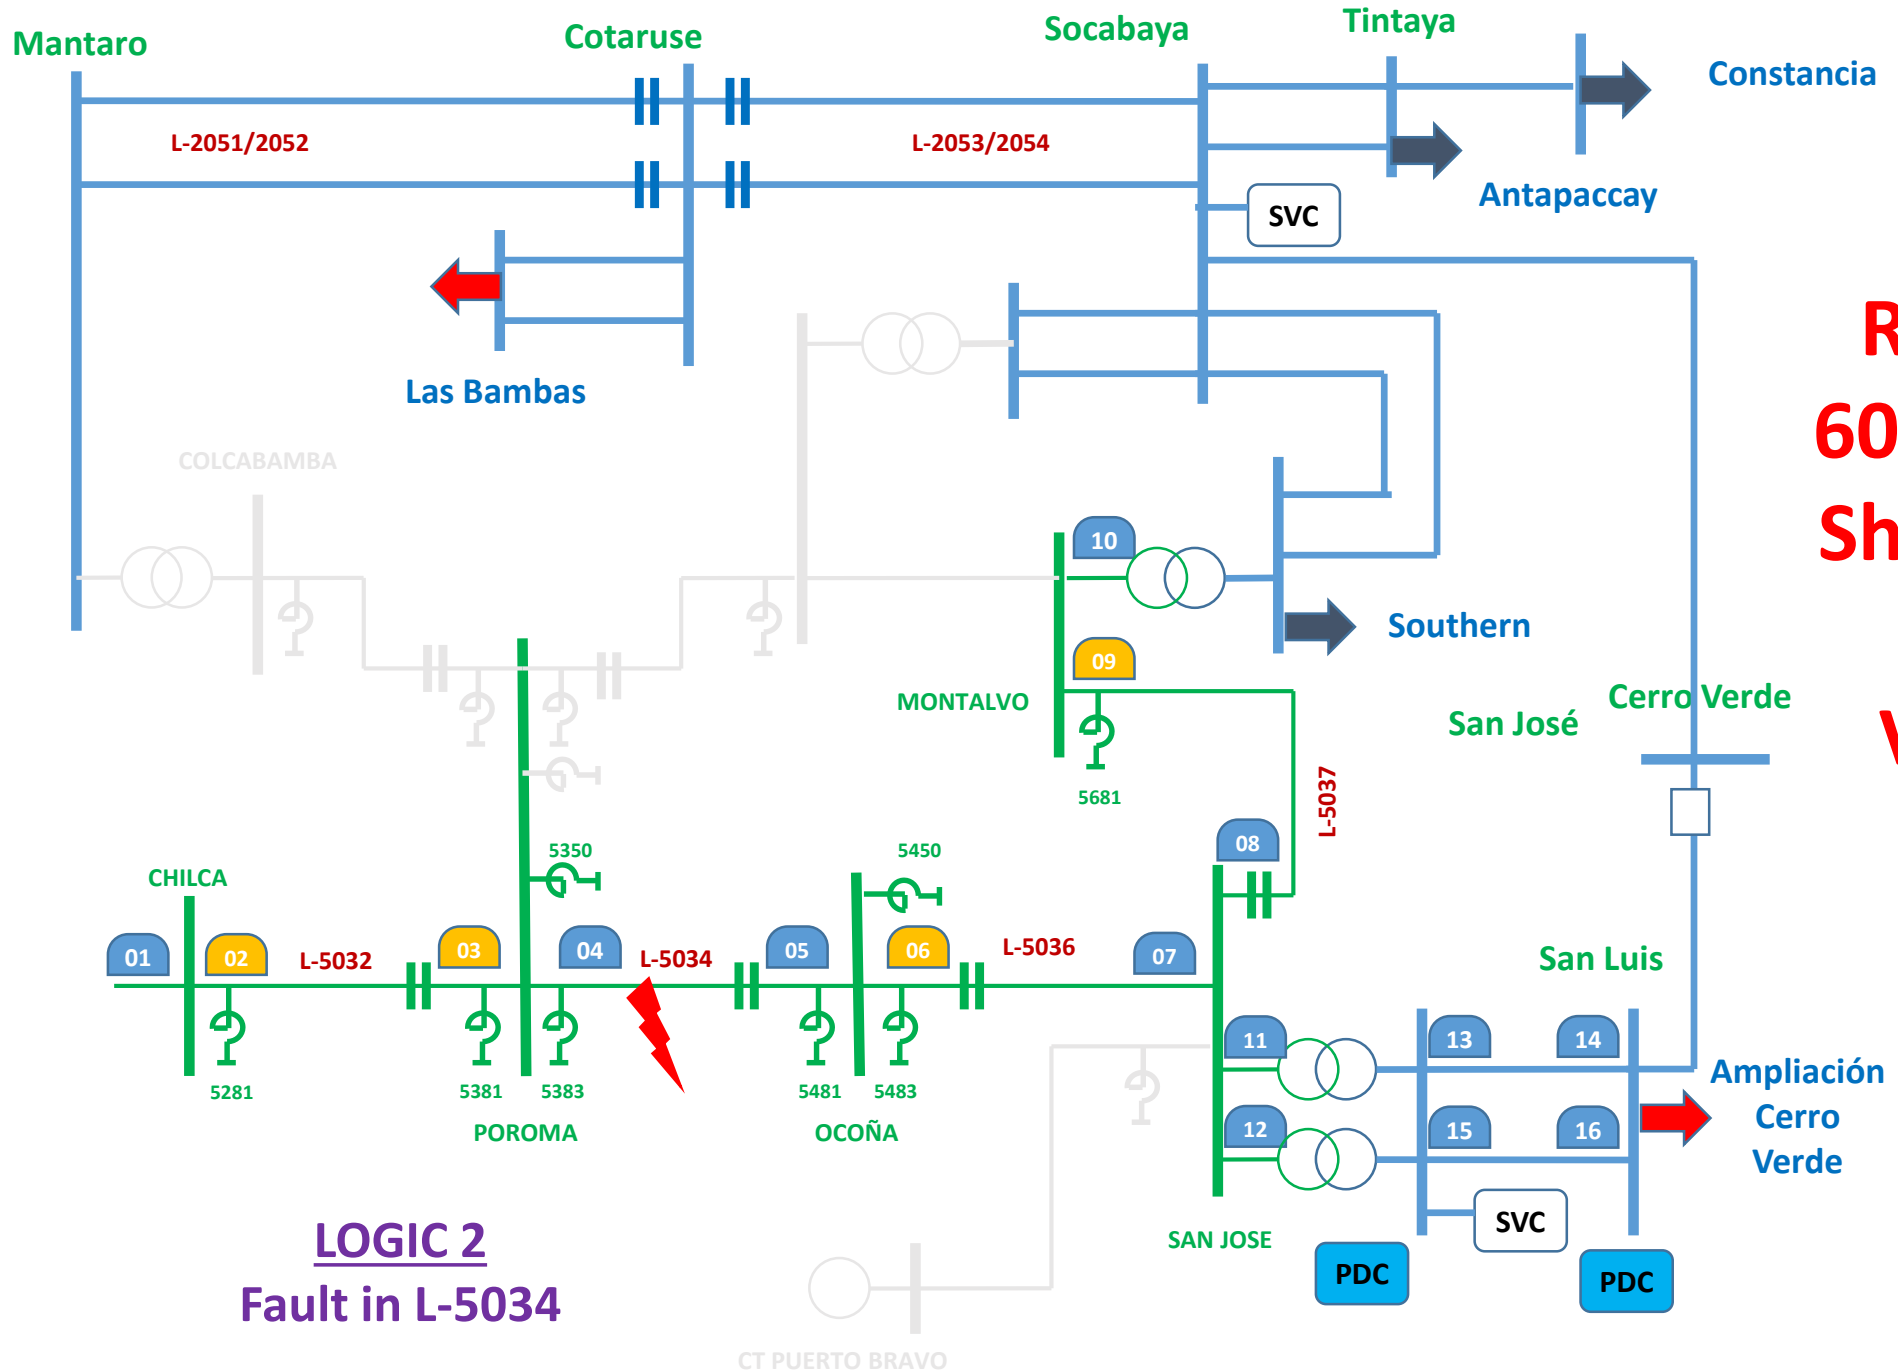 Mantaro
Cotaruse
Socabaya
Tintaya
Constancia
L-2051/2052
L-2053/2054
Antapaccay
SVC
Las Bambas
R
60
Sh
V
COLCABAMBA
10
Southern
09
MONTALVO
Cerro Verde
San José
5681
L-5037
08
5350
5450
CHILCA
01
02
L-5032
03
04
L-5034
05
06
L-5036
07
San Luis
11
13
14
Ampliación
Cerro
Verde
5281
5381
5383
5481
5483
POROMA
OCOÑA
12
15
16
SVC
SAN JOSE
PDC
PDC
LOGIC 2
Fault in L-5034
CT PUERTO BRAVO